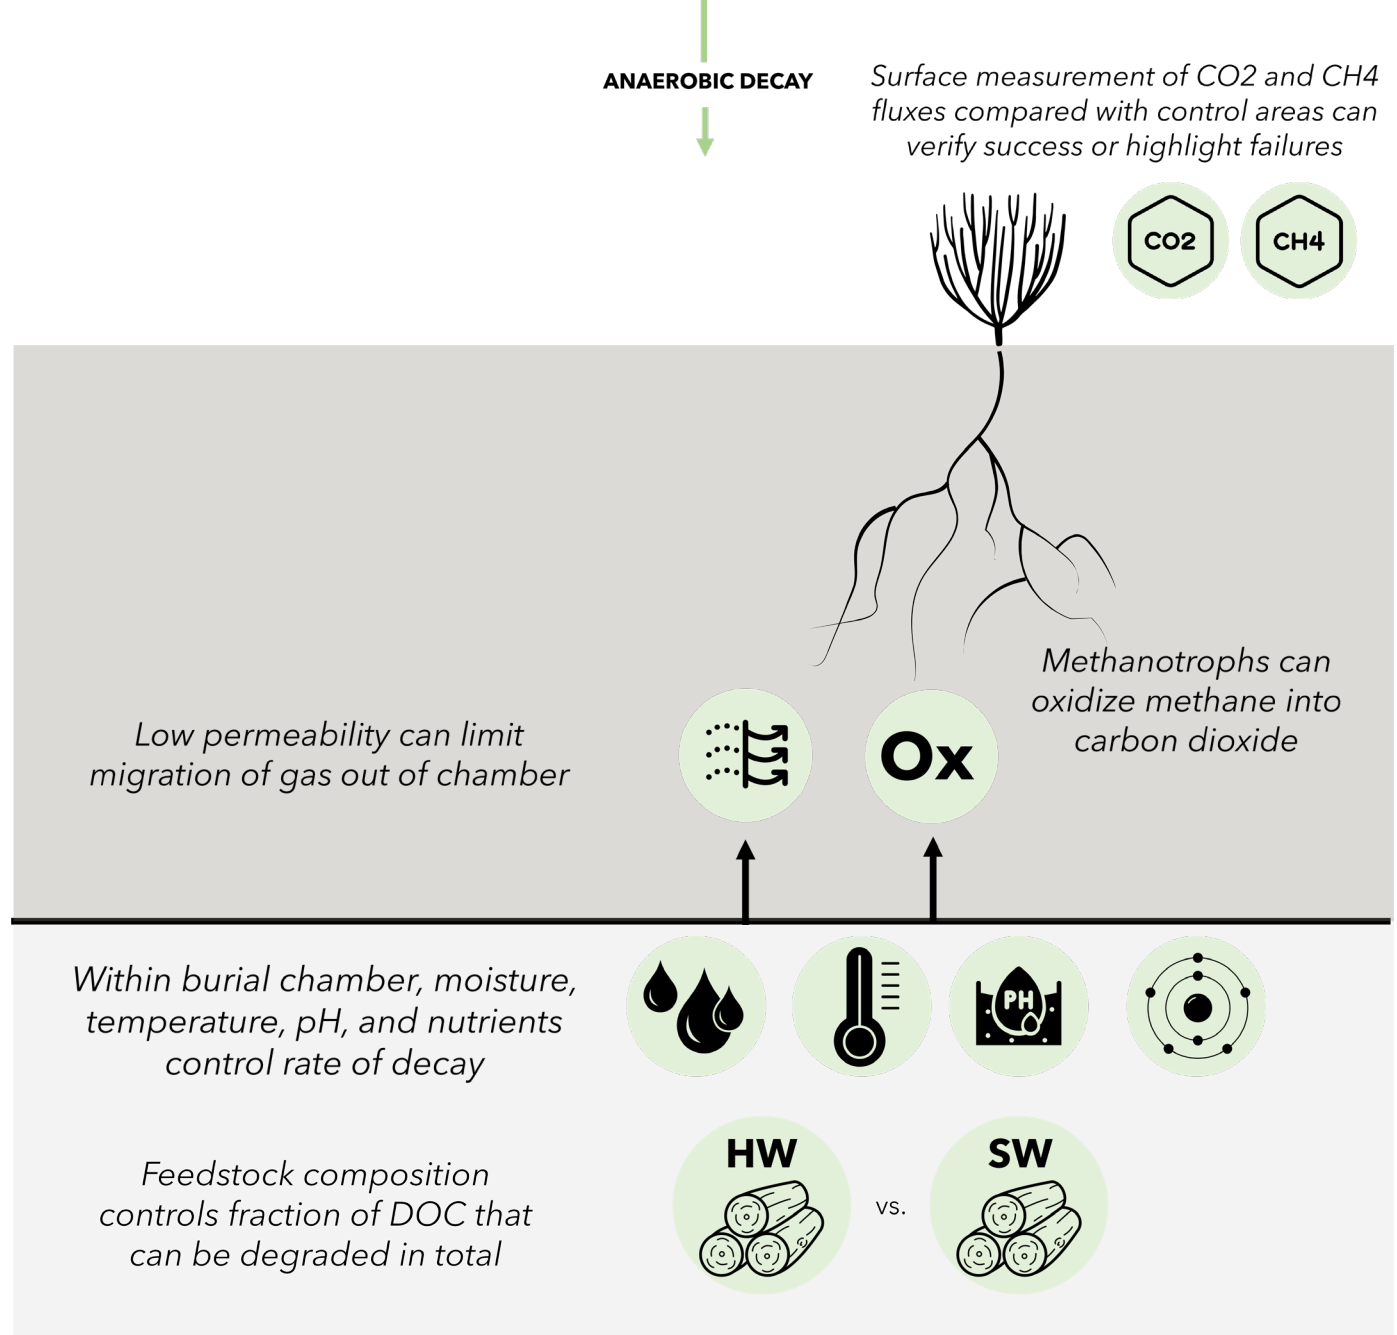 ANAEROBIC DECAY
Surface measurement of CO2 and CH4
fluxes compared with control areas can
verify success or highlight failures
CO2
CH4
Methanotrophs can
oxidize methane into
carbon dioxide
Low permeability can limit
migration of gas out of chamber
Ox
Within burial chamber, moisture,
temperature, pH, and nutrients
control rate of decay
PH
Feedstock composition
controls fraction of DOC that
can be degraded in total
HW
vs.
SW